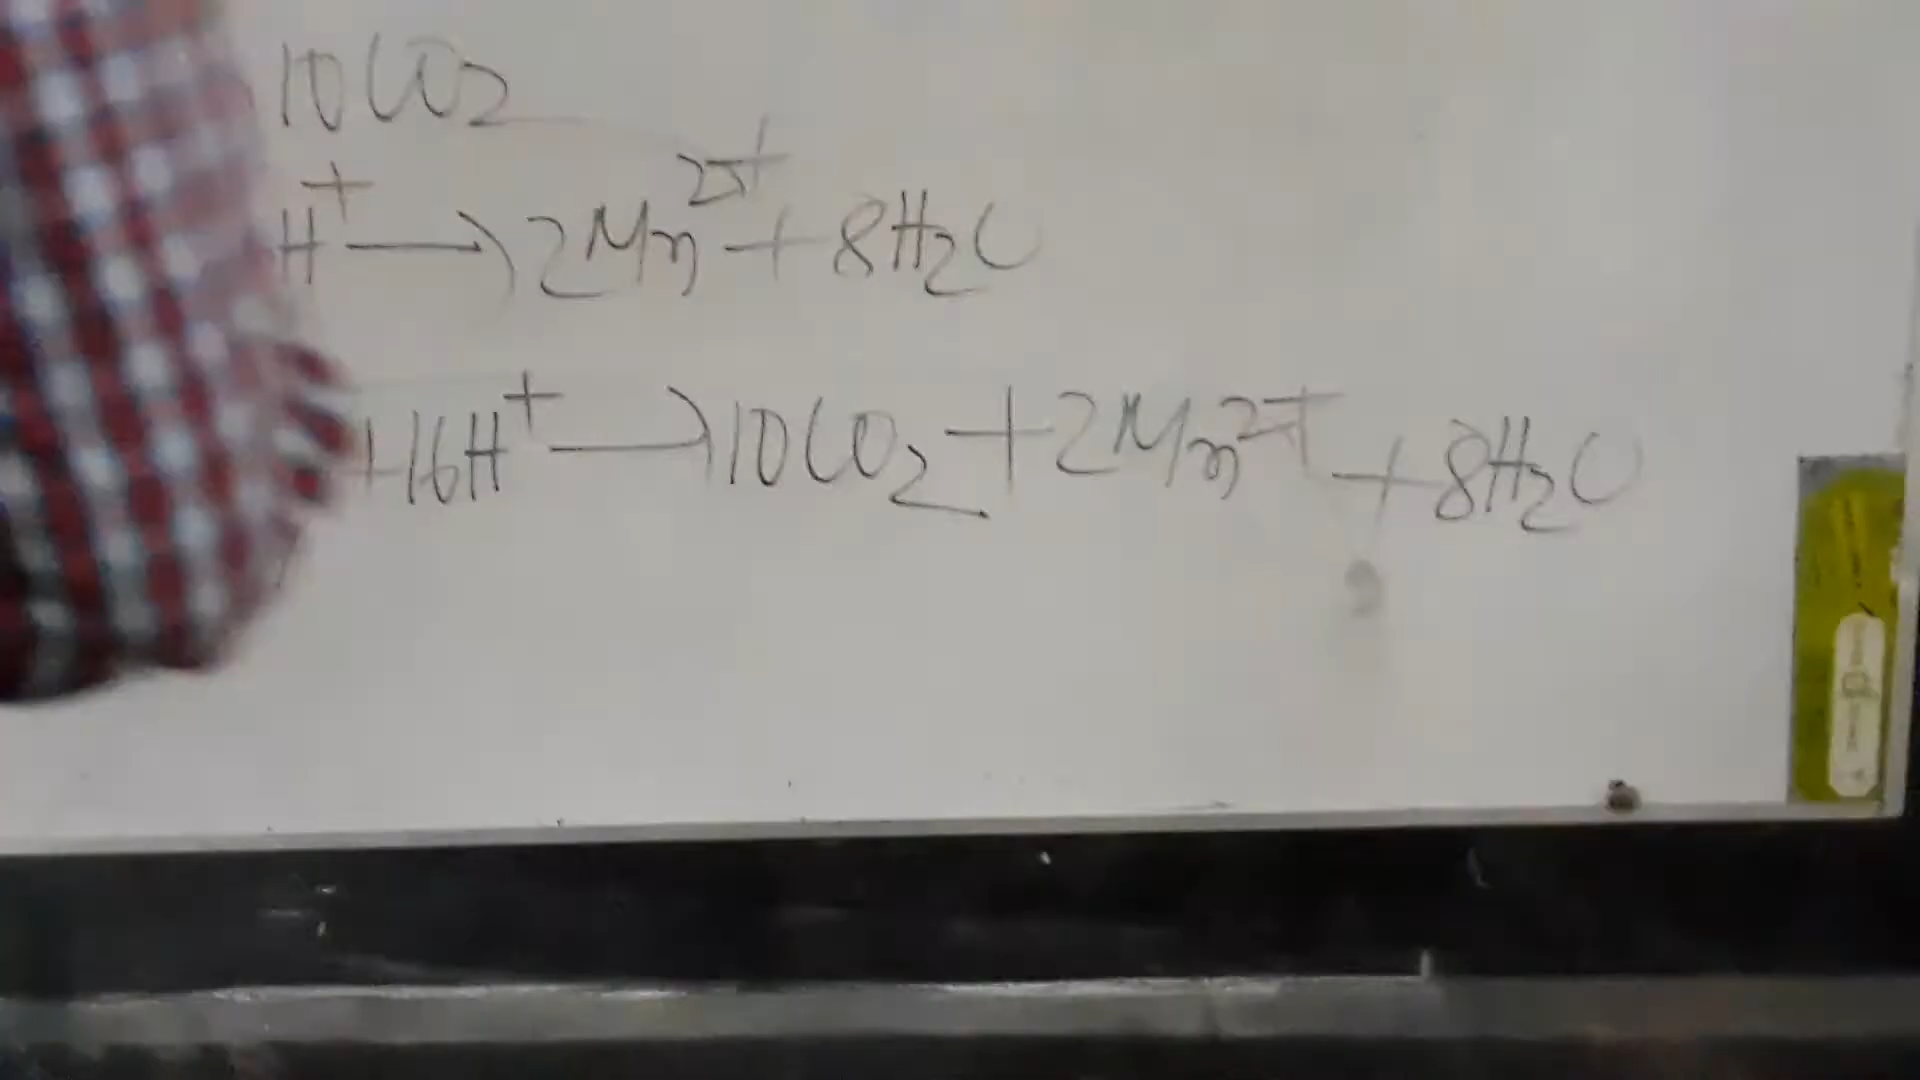 10CO2
H+ → 2Mn2+ + 8H2O
+16H+ → 10CO2 + 2Mn2+ + 8H2O